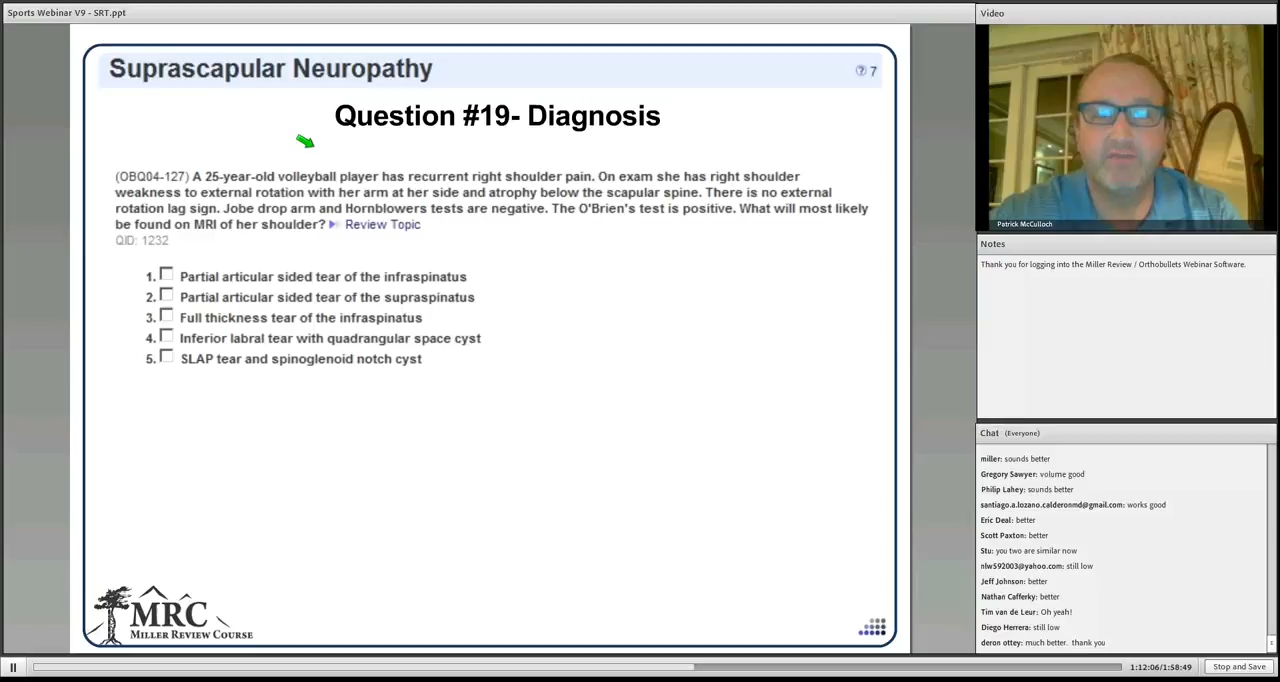 Sports Webinar V9 - SRT.ppt
Suprascapular Neuropathy
7
Question #19- Diagnosis
(OBQ04-127) A 25-year-old volleyball player has recurrent right shoulder pain. On exam she has right shoulder
weakness to external rotation with her arm at her side and atrophy below the scapular spine. There is no external
rotation lag sign. Jobe drop arm and Hornblowers tests are negative. The O'Brien's test is positive. What will most likely
be found on MRI of her shoulder? Review Topic
QID: 1232
1. Partial articular sided tear of the infraspinatus
2. Partial articular sided tear of the supraspinatus
3. Full thickness tear of the infraspinatus
4. Inferior labral tear with quadrangular space cyst
5. SLAP tear and spinoglenoid notch cyst
MRC
MILLER REVIEW COURSE
Video
Patrick McCulloch
Notes
Thank you for logging into the Miller Review / Orthobullets Webinar Software.
Chat (Everyone)
miller: sounds better
Gregory Sawyer: volume good
Philip Lahey: sounds better
santiago.a.lozano.calderonmd@gmail.com: works good
Eric Deal: better
Scott Paxton: better
Stu: you two are similar now
nlw592003@yahoo.com: still low
Jeff Johnson: better
Nathan Cafferky: better
Tim van de Leur: Oh yeah!
Diego Herrera: still low
deron ottey: much better. thank you
1:12:06/1:58:49
Stop and Save